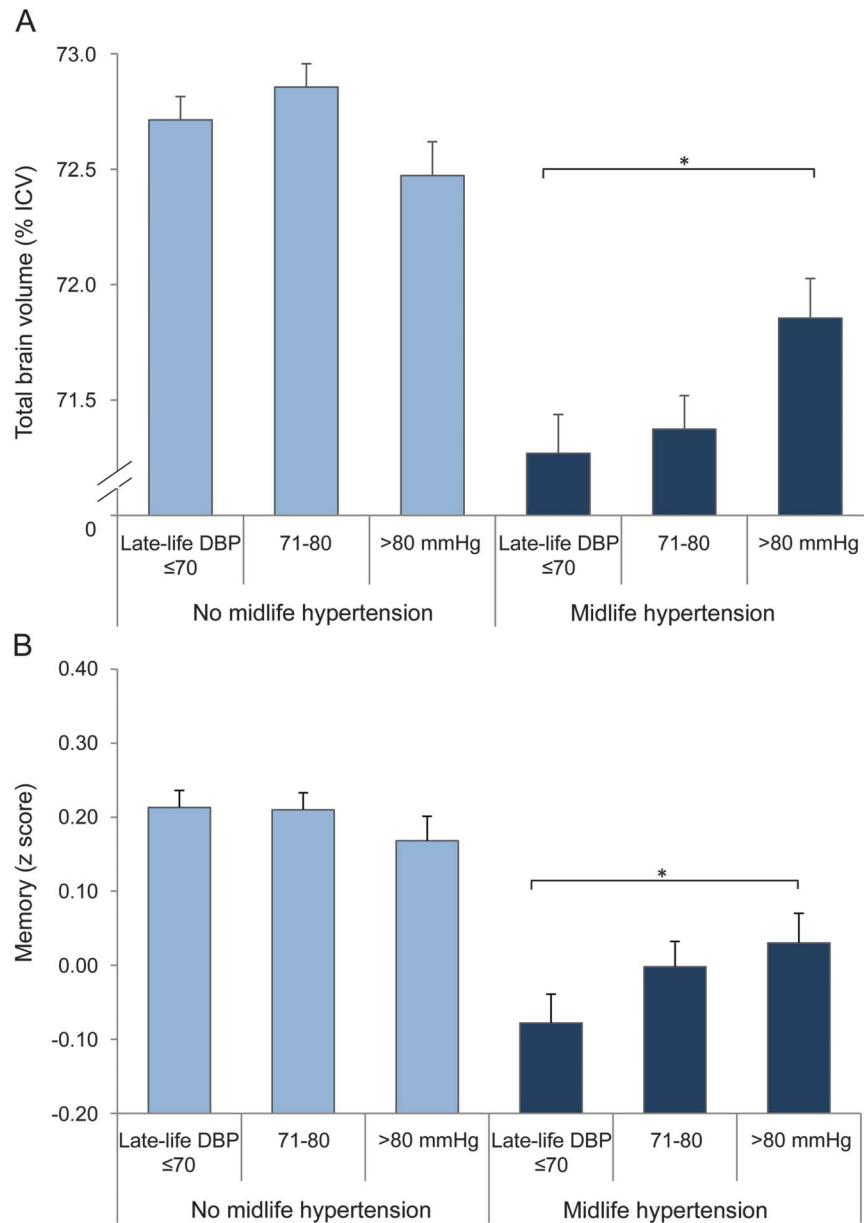 A
Total brain volume (% ICV)
73.0
72.5
72.0
71.5
0
*
Late-life DBP ≤70
71-80
>80 mmHg
Late-life DBP ≤70
71-80
>80 mmHg
No midlife hypertension
Midlife hypertension
B
Memory (z score)
0.40
0.30
0.20
0.10
0.00
-0.10
-0.20
*
Late-life DBP ≤70
71-80
>80 mmHg
Late-life DBP ≤70
71-80
>80 mmHg
No midlife hypertension
Midlife hypertension